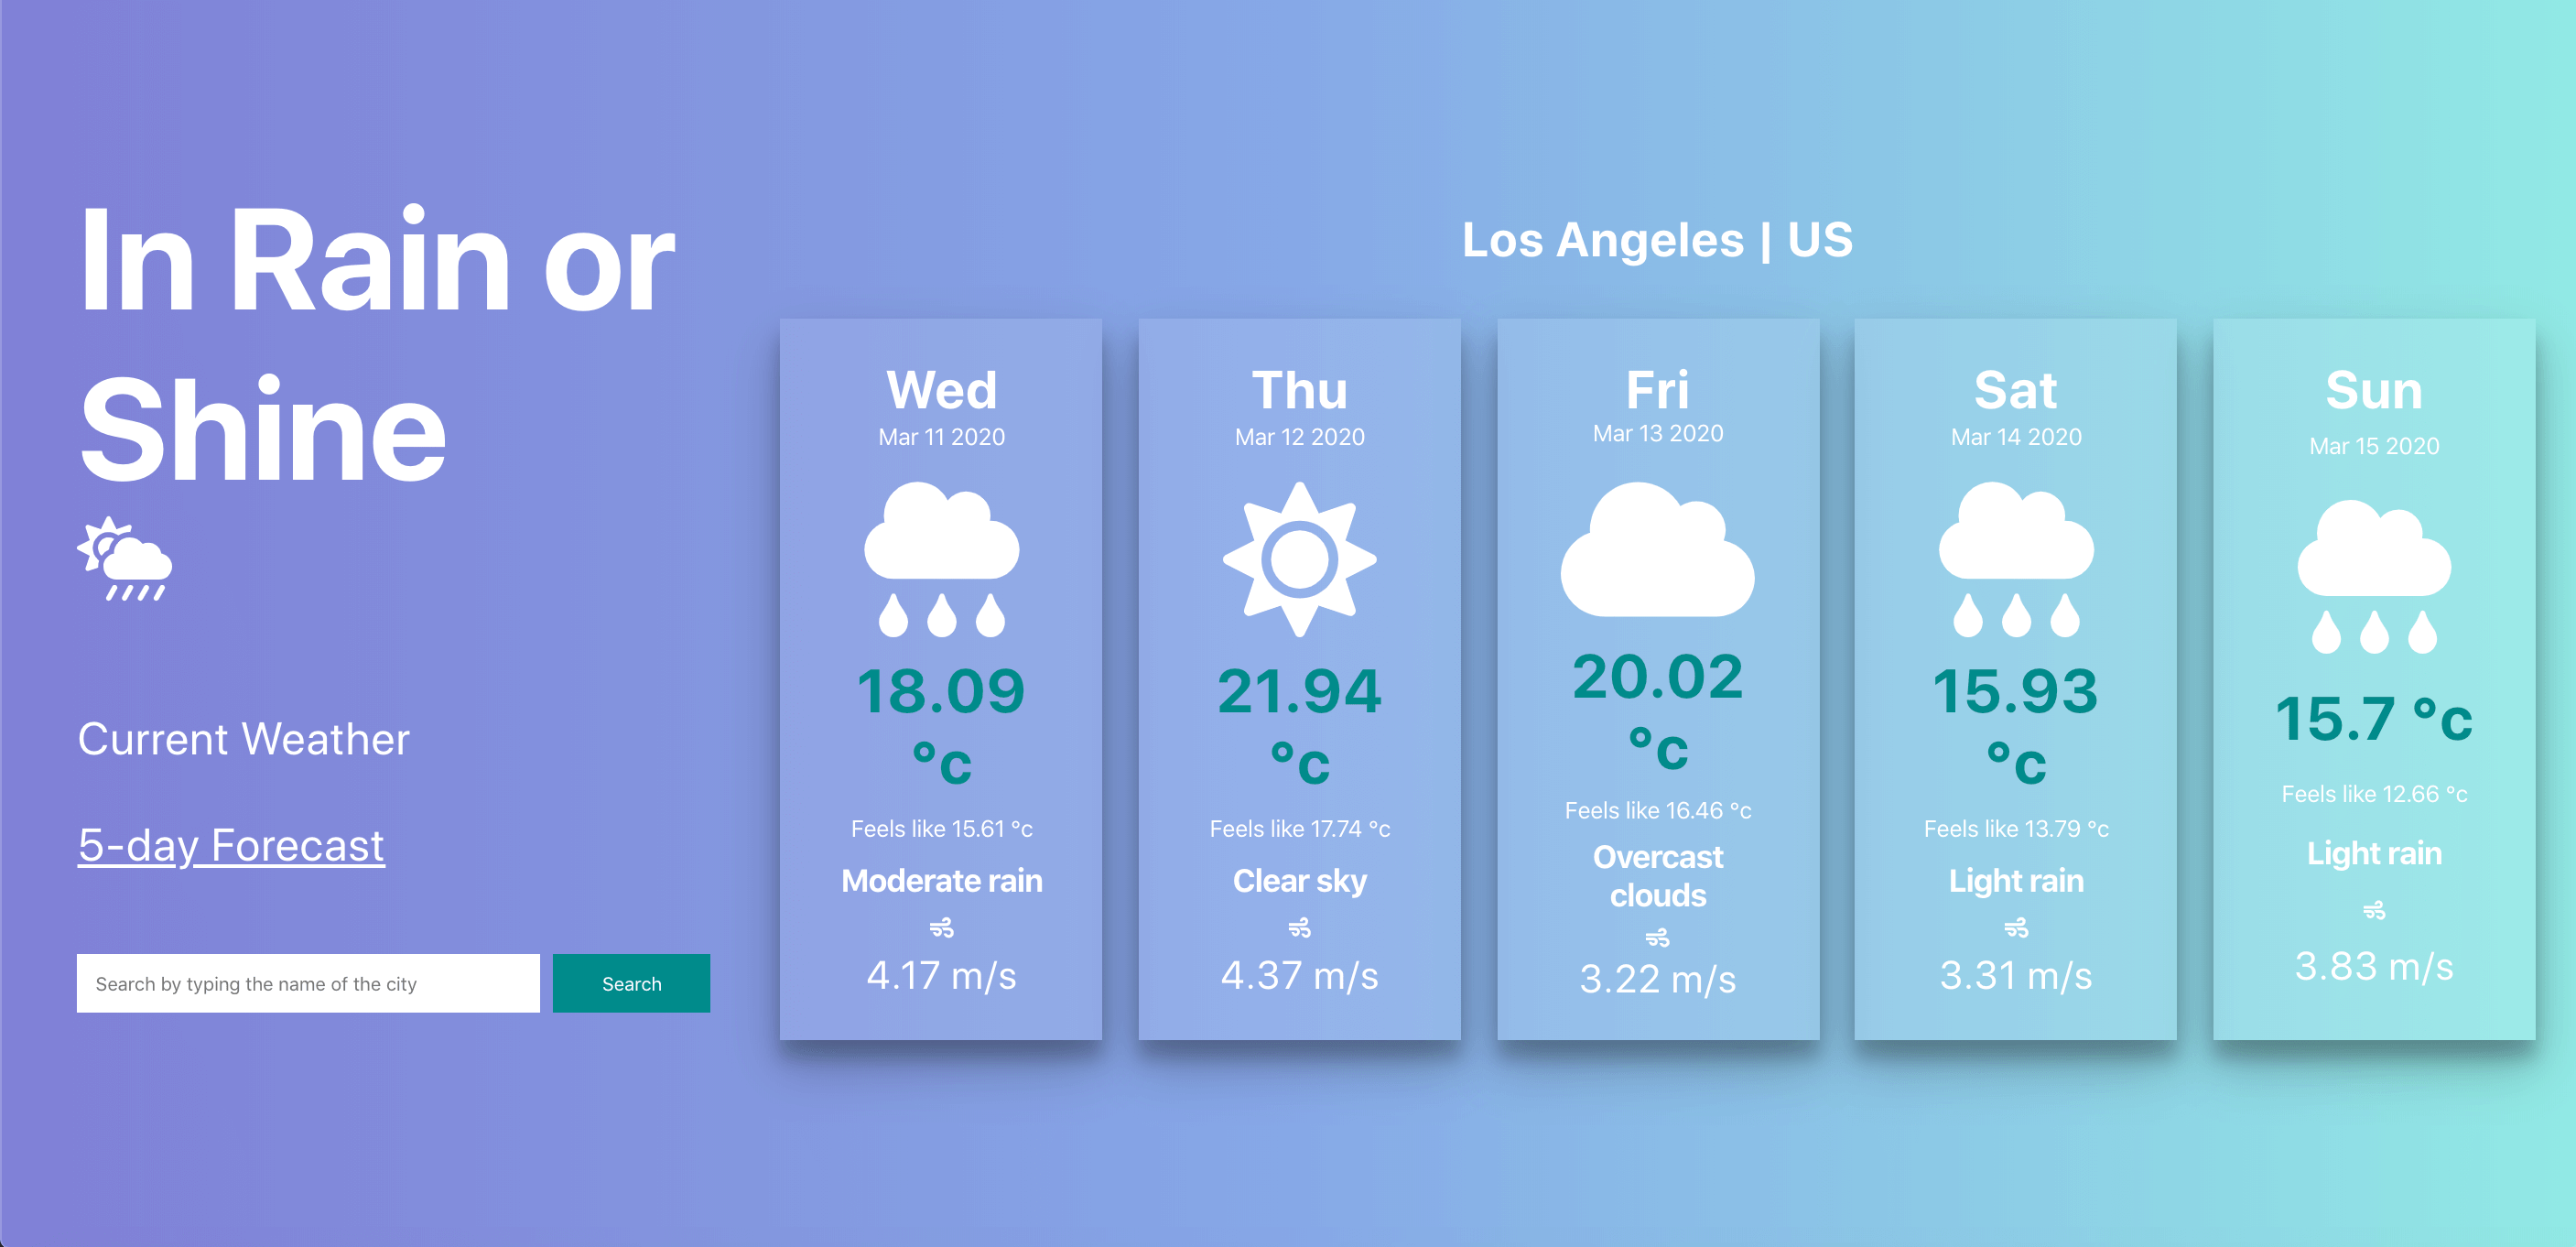 In Rain or
Shine
Current Weather
5-day Forecast
Search by typing the name of the city
Search
Los Angeles | US
Wed
Mar 11 2020
18.09
°c
Feels like 15.61 °c
Moderate rain
4.17 m/s
Thu
Mar 12 2020
21.94
°c
Feels like 17.74 °c
Clear sky
4.37 m/s
Fri
Mar 13 2020
20.02
°c
Feels like 16.46 °c
Overcast
clouds
3.22 m/s
Sat
Mar 14 2020
15.93
°c
Feels like 13.79 °c
Light rain
3.31 m/s
Sun
Mar 15 2020
15.7 °c
Feels like 12.66 °c
Light rain
3.83 m/s